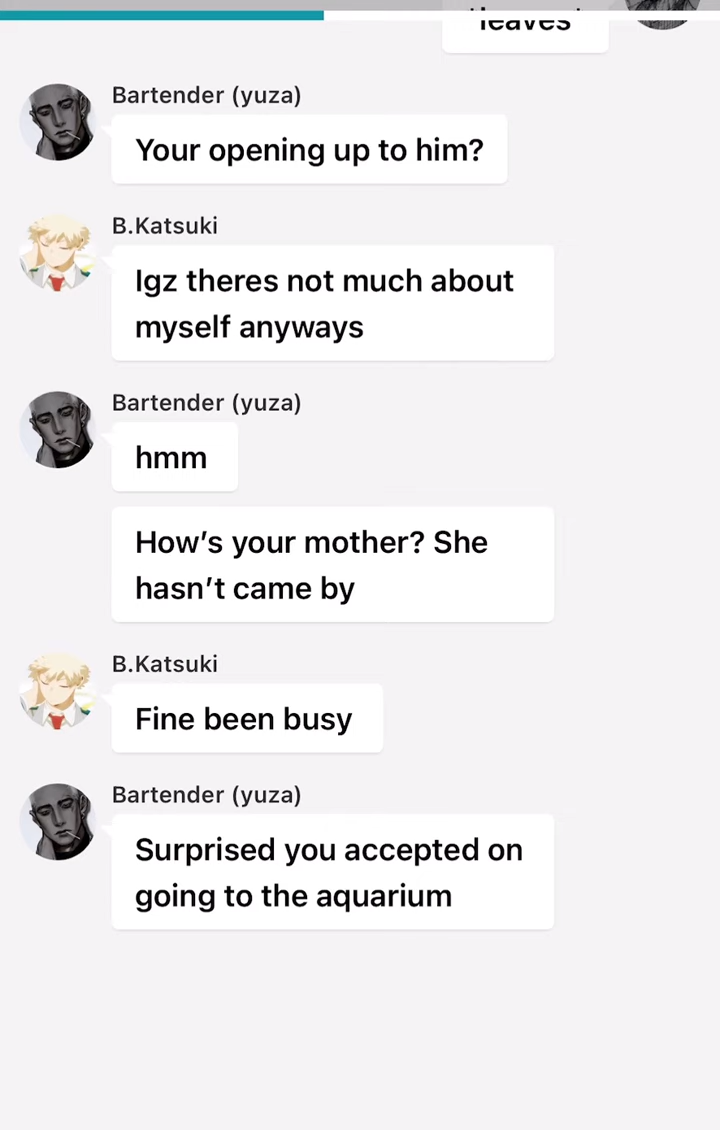 *leaves*
Bartender (yuza)
Your opening up to him?
B.Katsuki
Igz theres not much about
myself anyways
Bartender (yuza)
hmm
How's your mother? She
hasn't came by
B.Katsuki
Fine been busy
Bartender (yuza)
Surprised you accepted on
going to the aquarium